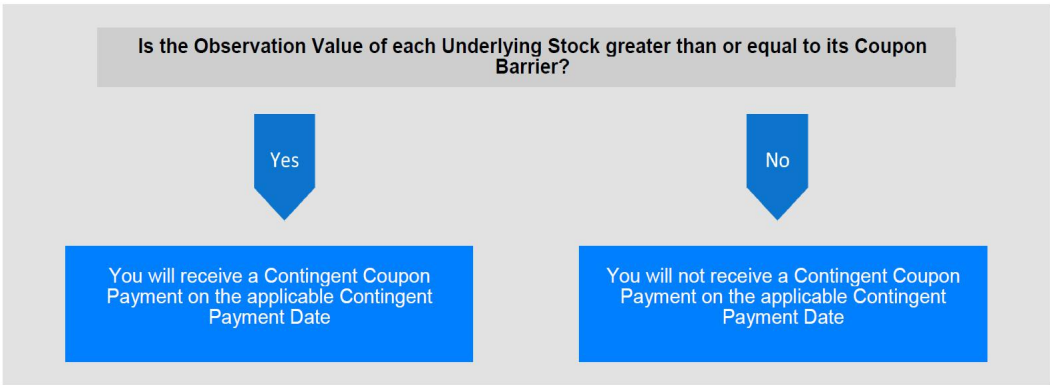 Is the Observation Value of each Underlying Stock greater than or equal to its Coupon
Barrier?
Yes
No
You will receive a Contingent Coupon
Payment on the applicable Contingent
Payment Date
You will not receive a Contingent Coupon
Payment on the applicable Contingent
Payment Date